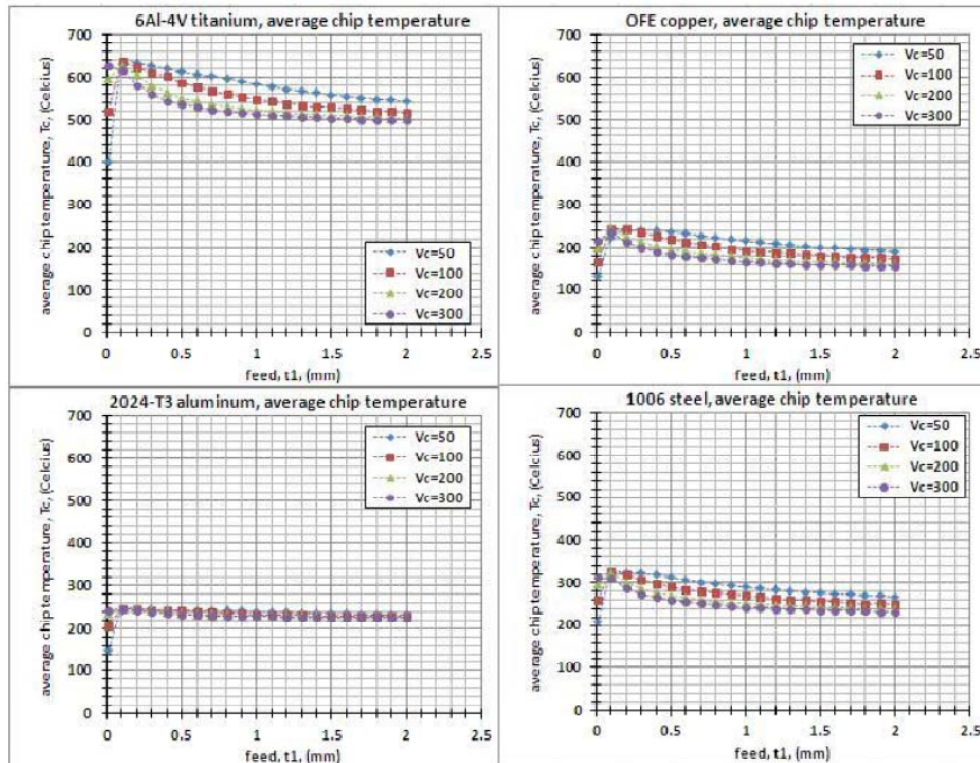 6Al-4V titanium, average chip temperature
average chip temperature, Tc, (Celcius)
700
600
500
400
300
200
100
0
Vc=50
Vc=100
Vc=200
Vc=300
0 0.5 1 1.5 2 2.5
feed, t1, (mm)
OFE copper, average chip temperature
average chip temperature, Tc, (Celcius)
700
600
500
400
300
200
100
0
Vc=50
Vc=100
Vc=200
Vc=300
0 0.5 1 1.5 2 2.5
feed, t1, (mm)
2024-T3 aluminum, average chip temperature
average chip temperature, Tc, (Celcius)
700
600
500
400
300
200
100
0
Vc=50
Vc=100
Vc=200
Vc=300
0 0.5 1 1.5 2 2.5
feed, t1, (mm)
1006 steel, average chip temperature
average chip temperature, Tc, (Celcius)
700
600
500
400
300
200
100
0
Vc=50
Vc=100
Vc=200
Vc=300
0 0.5 1 1.5 2 2.5
feed, t1, (mm)